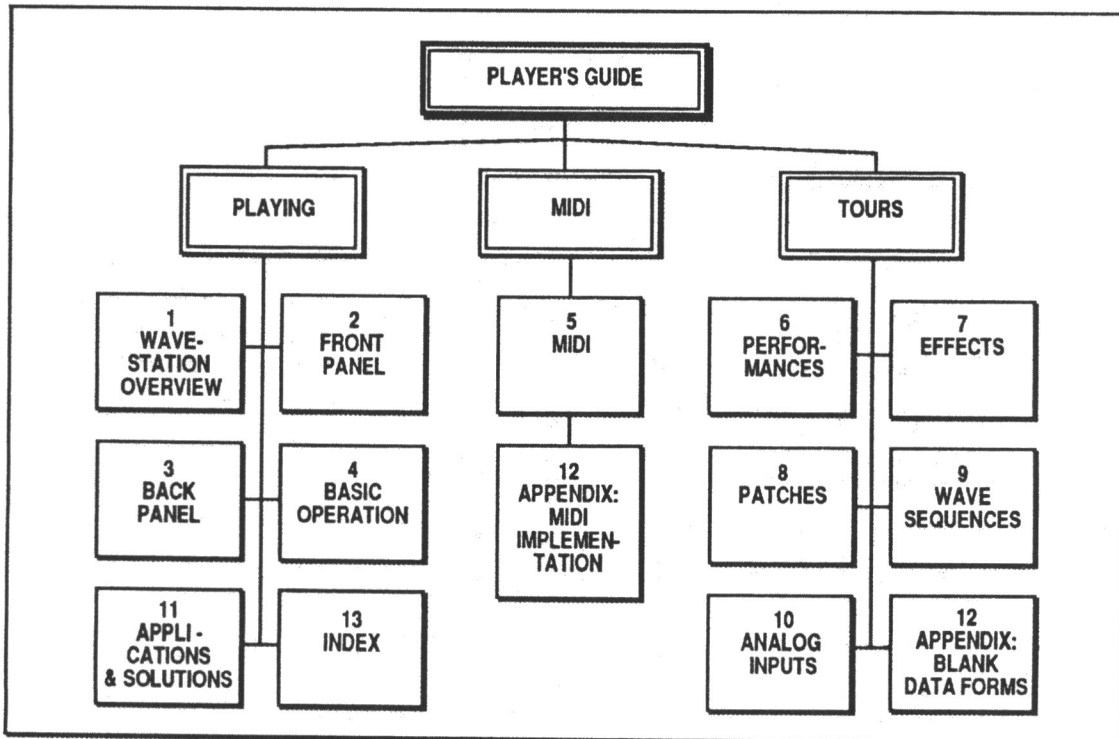 PLAYER'S GUIDE
PLAYING
MIDI
TOURS
1
WAVE-
STATION
OVERVIEW
2
FRONT
PANEL
5
MIDI
6
PERFOR-
MANCES
7
EFFECTS
3
BACK
PANEL
4
BASIC
OPERATION
12
APPENDIX:
MIDI
IMPLEMEN-
TATION
8
PATCHES
9
WAVE
SEQUENCES
11
APPLI -
CATIONS
& SOLUTIONS
13
INDEX
10
ANALOG
INPUTS
12
APPENDIX:
BLANK
DATA FORMS